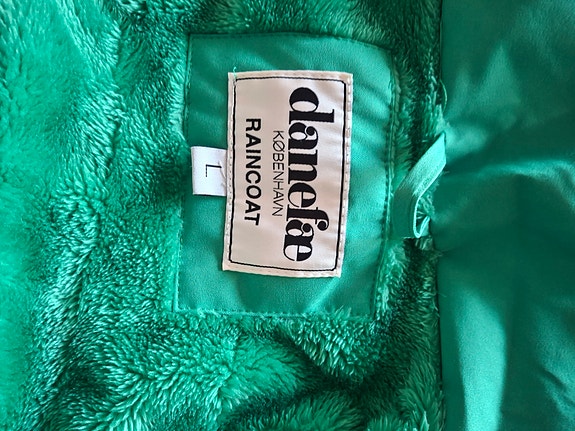 danefæ
KØBENHAVN
RAINCOAT
L